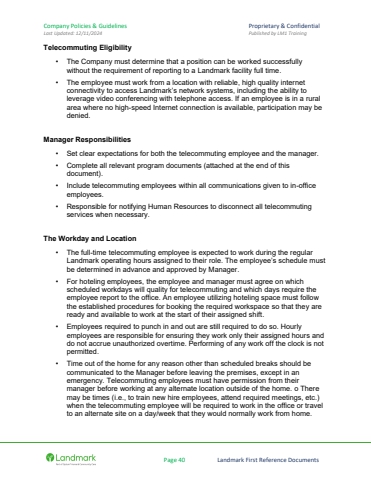 Company Policies & Guidelines
Proprietary & Confidential
Last Updated: 12/11/2024
Published by LMS Training
Telecommuting Eligibility
• The Company must determine that a position can be worked successfully
without the requirement of reporting to a Landmark facility full time.
• The employee must work from a location with reliable, high quality internet
connectivity to access Landmark's network systems, including the ability to
leverage video conferencing with telephone access. If an employee is in a rural
area where no high-speed Internet connection is available, participation may be
denied.
Manager Responsibilities
• Set clear expectations for both the telecommuting employee and the manager.
• Complete all relevant program documents (attached at the end of this
document).
• Include telecommuting employees within all communications given to in-office
employees.
• Responsible for notifying Human Resources to disconnect all telecommuting
services when necessary.
The Workday and Location
• The full-time telecommuting employee is expected to work during the regular
Landmark operating hours assigned to their role. The employee's schedule must
be determined in advance and approved by Manager.
• For hoteling employees, the employee and manager must agree on which
scheduled workdays will qualify for telecommuting and which days require the
employee report to the office. An employee utilizing hoteling space must follow
the established procedures for booking the required workspace so that they are
ready and available to work at the start of their assigned shift.
• Employees required to punch in and out are still required to do so. Hourly
employees are responsible for ensuring they work only their assigned hours and
do not accrue unauthorized overtime. Performing of any work off the clock is not
permitted.
• Time out of the home for any reason other than scheduled breaks should be
communicated to the Manager before leaving the premises, except in an
emergency. Telecommuting employees must have permission from their
manager before working at any alternate location outside of the home. o There
may be times (i.e., to train new hire employees, attend required meetings, etc.)
when the telecommuting employee will be required to work in the office or travel
to an alternate site on a day/week that they would normally work from home.
Landmark
Page 40
Landmark First Reference Documents